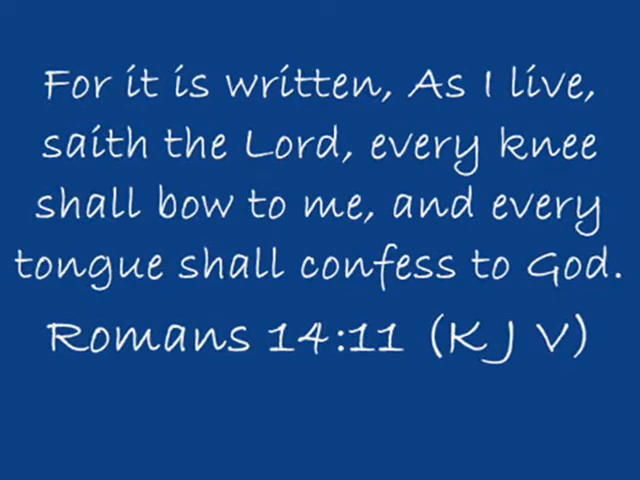 For it is written, As I live,
saith the Lord, every knee
shall bow to me, and every
tongue shall confess to God.
Romans 14:11 (K J V)